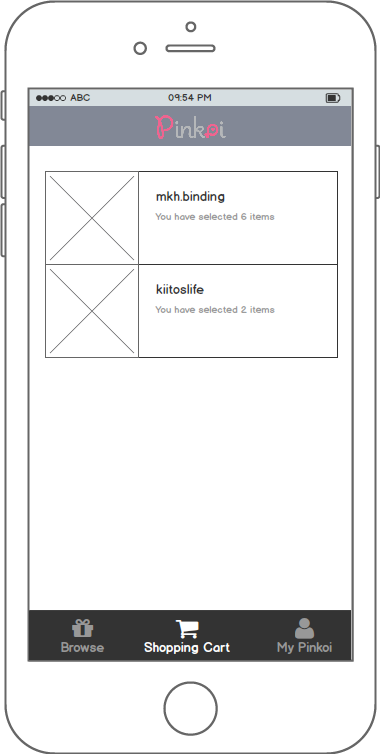 ABC 09:54 PM
Pinkoi
mkh.binding
You have selected 6 items
kiitoslife
You have selected 2 items
Browse Shopping Cart My Pinkoi